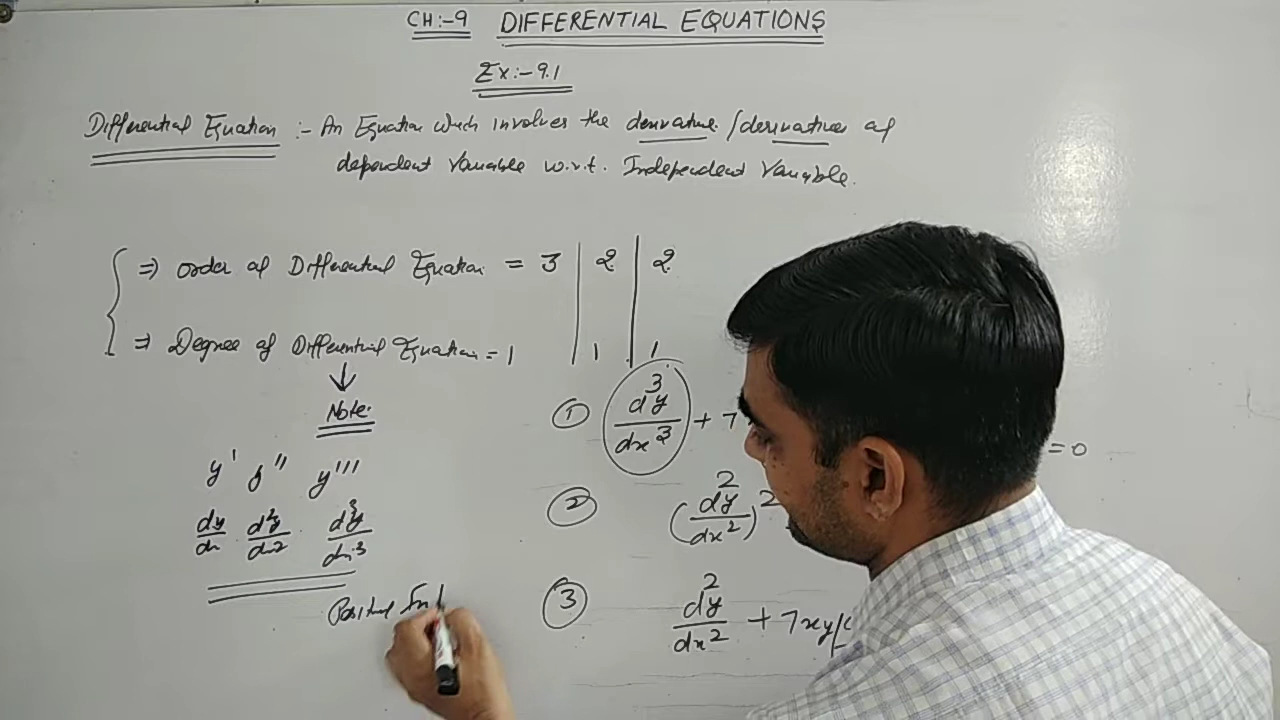 CH:-9 DIFFERENTIAL EQUATIONS
Ex:-9.1
Differential Equation :- An Equation which involves the derivative / derivatives of
dependent variable w.r.t. Independent variable.
⇒ order of Differential Equation = 3 | 2 | 2
⇒ Degree of Differential Equation = 1 | 1 | 1
Note:
y' y'' y'''
dy/dx d²y/dx² d³y/dx³
Positive
① d³y/dx³ + 7 = 0
② (d²y/dx²)²
③ d²y/dx² + 7xy